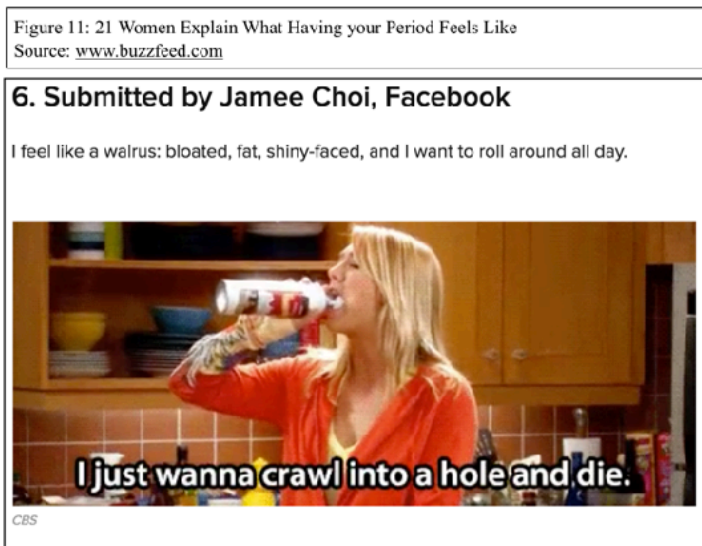 Figure 11: 21 Women Explain What Having your Period Feels Like
Source: www.buzzfeed.com
6. Submitted by Jamee Choi, Facebook
I feel like a walrus: bloated, fat, shiny-faced, and I want to roll around all day.
I just wanna crawl into a hole and die.
CBS